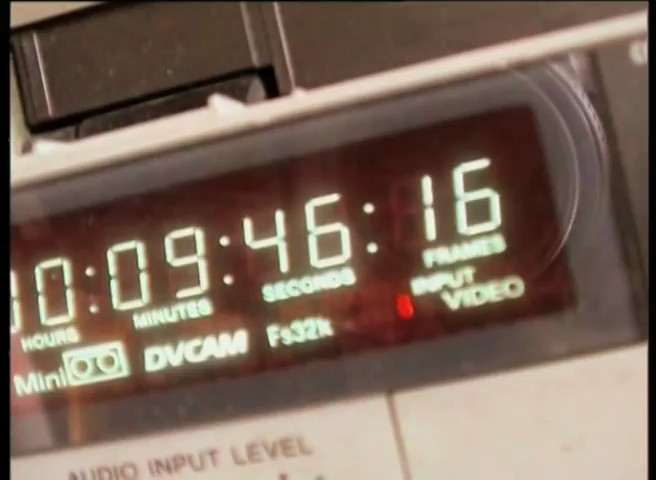 00:09:46:16
HOURS MINUTES SECONDS FRAMES
Mini DVCAM Fs32k INPUT VIDEO
AUDIO INPUT LEVEL